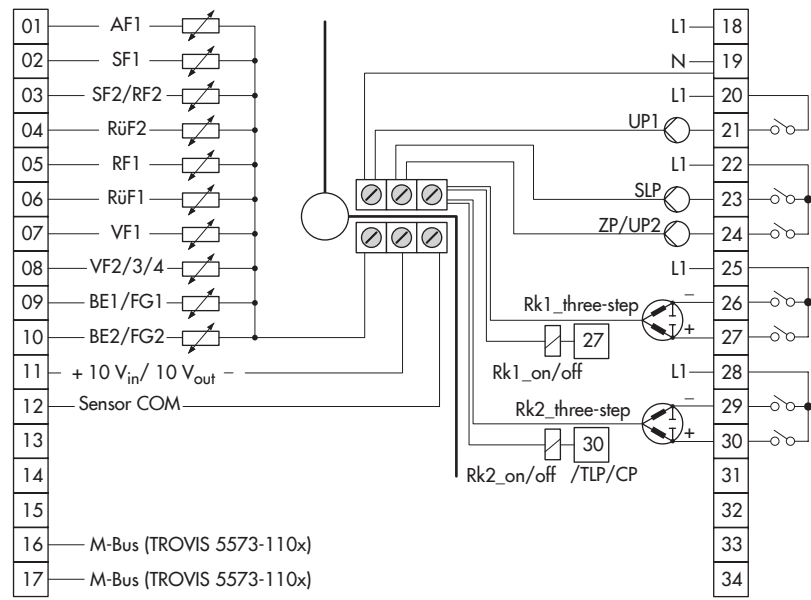 01 AF1
02 SF1
03 SF2/RF2
04 RüF2
05 RF1
06 RüF1
07 VF1
08 VF2/3/4
09 BE1/FG1
10 BE2/FG2
11 + 10 Vin/ 10 Vout –
12 Sensor COM
13
14
15
16 M-Bus (TROVIS 5573-110x)
17 M-Bus (TROVIS 5573-110x)
L1 18
N 19
L1 20
UP1 21
L1 22
SLP 23
ZP/UP2 24
L1 25
Rk1_three-step – 26
+ 27
27
Rk1_on/off
L1 28
Rk2_three-step – 29
+ 30
30
Rk2_on/off /TLP/CP
31
32
33
34